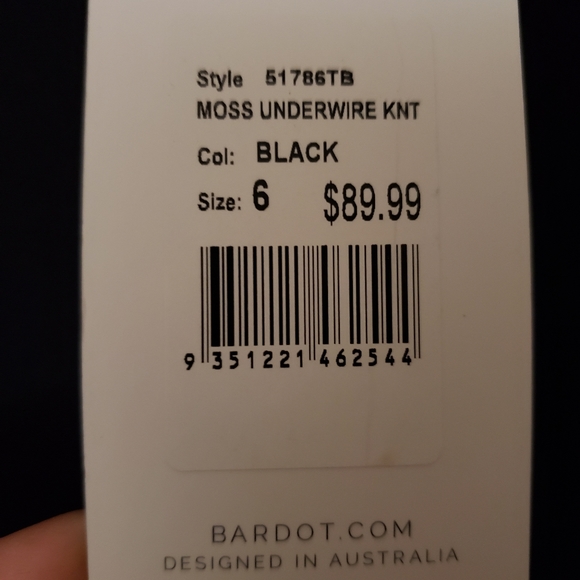 Style 51786TB
MOSS UNDERWIRE KNT
Col: BLACK
Size: 6 $89.99
9 351221 462544
BARDOT.COM
DESIGNED IN AUSTRALIA